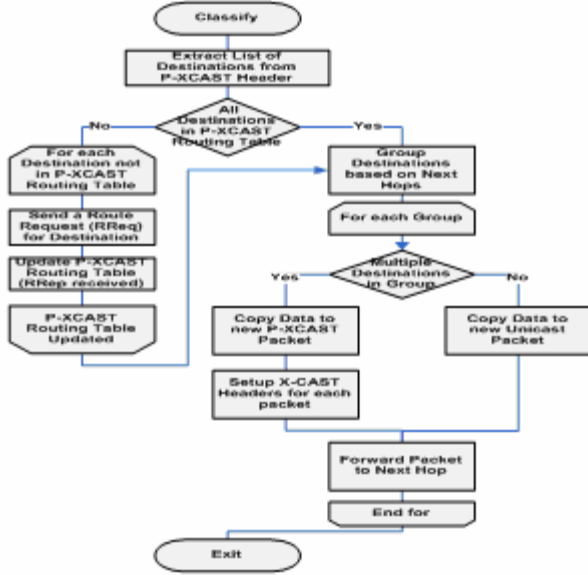 Classify
Extract List of
Destinations from
P-XCAST Header
All
Destinations
in P-XCAST
Routing Table
No
Yes
For each
Destination not
in P-XCAST
Routing Table
Send a Route
Request (RReq)
for Destination
Update P-XCAST
Routing Table
(RRep received)
P-XCAST
Routing Table
Updated
Group
Destinations
based on Next
Hops
For each Group
Multiple
Destinations
in Group
Yes
No
Copy Data to
new P-XCAST
Packet
Copy Data to
new Unicast
Packet
Setup X-CAST
Headers for each
packet
Forward Packet
to Next Hop
End for
Exit